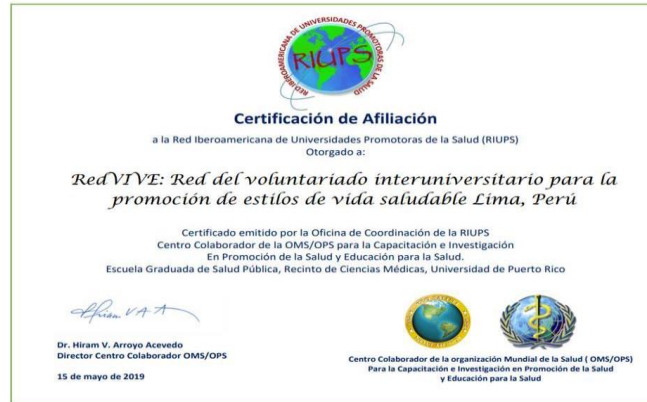 RED IBEROAMERICANA DE UNIVERSIDADES PROMOTORAS DE LA SALUD
RIUPS
Certificación de Afiliación
a la Red Iberoamericana de Universidades Promotoras de la Salud (RIUPS)
Otorgado a:
RedVIVE: Red del voluntariado interuniversitario para la
promoción de estilos de vida saludable Lima, Perú
Certificado emitido por la Oficina de Coordinación de la RIUPS
Centro Colaborador de la OMS/OPS para la Capacitación e Investigación
En Promoción de la Salud y Educación para la Salud.
Escuela Graduada de Salud Pública, Recinto de Ciencias Médicas, Universidad de Puerto Rico
Hiram V A A
Dr. Hiram V. Arroyo Acevedo
Director Centro Colaborador OMS/OPS
15 de mayo de 2019
Centro Colaborador de la organización Mundial de la Salud ( OMS/OPS)
Para la Capacitación e Investigación en Promoción de la Salud
y Educación para la Salud